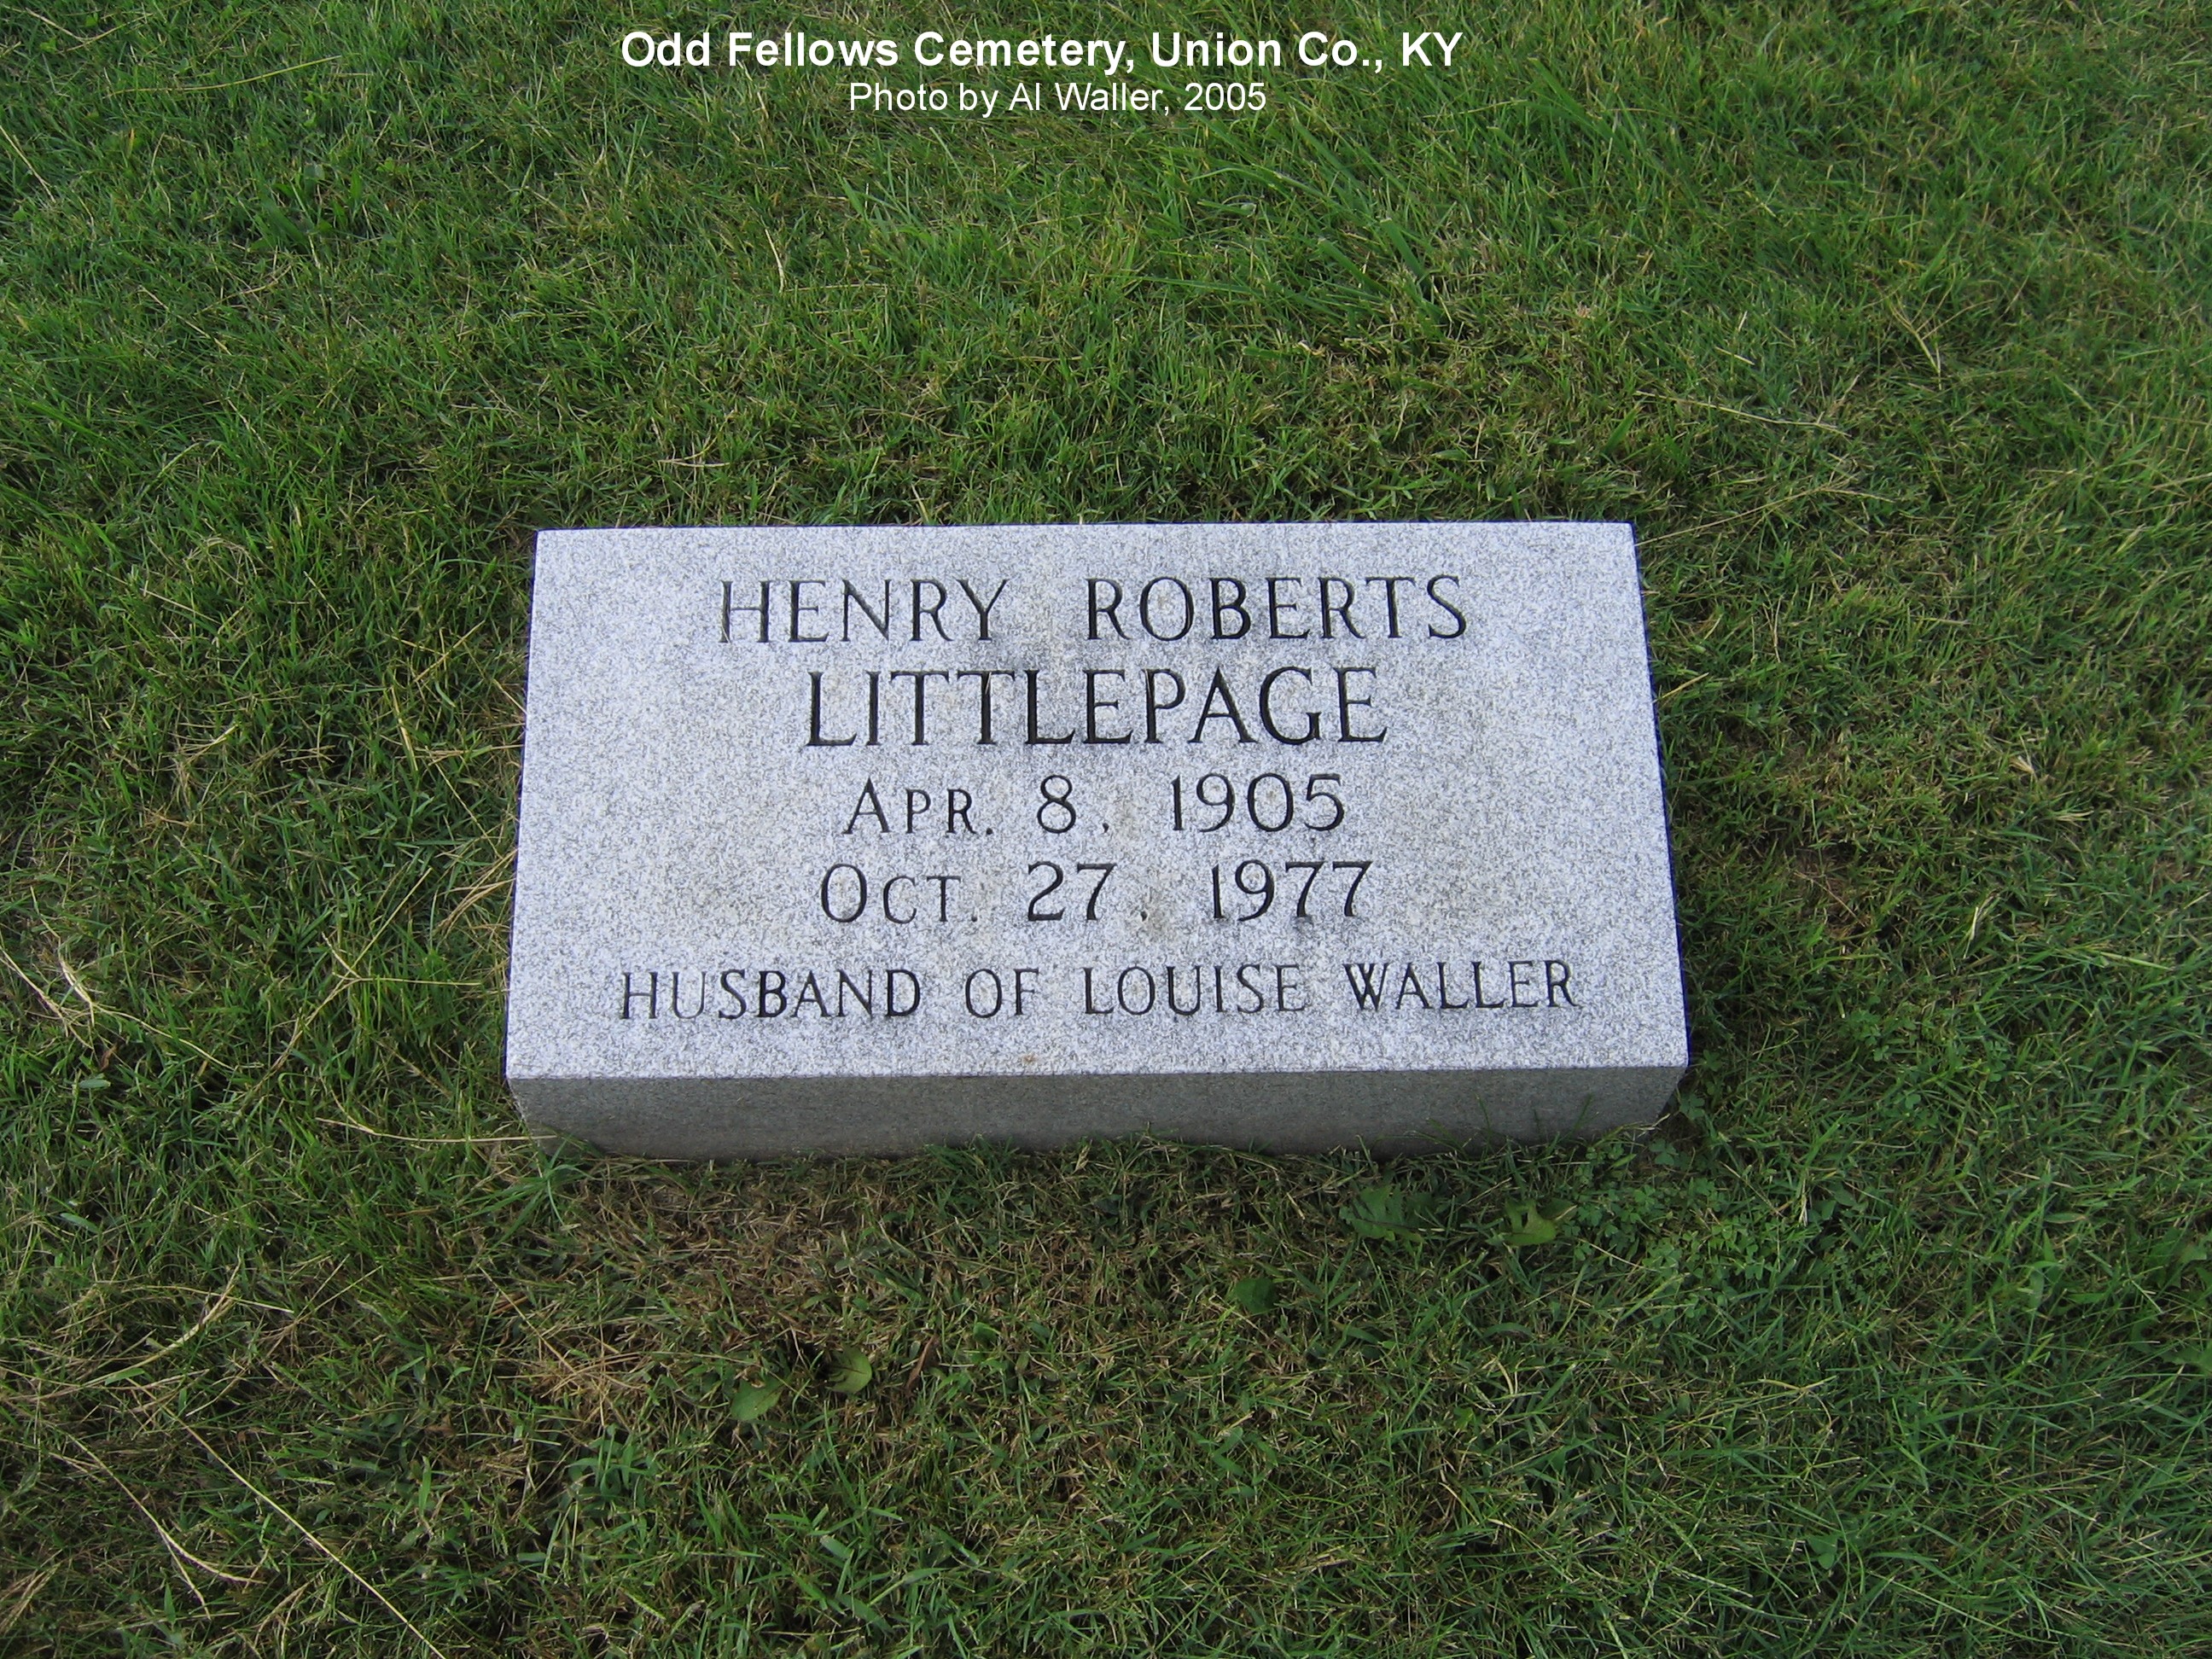 Odd Fellows Cemetery, Union Co., KY
Photo by Al Waller, 2005
HENRY ROBERTS
LITTLEPAGE
APR. 8, 1905
OCT. 27, 1977
HUSBAND OF LOUISE WALLER